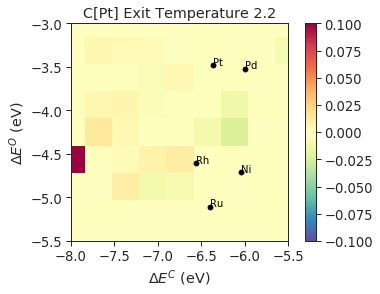 C[Pt] Exit Temperature 2.2
−3.0
−3.5
−4.0
−4.5
−5.0
−5.5
ΔE^O (eV)
Pt
Pd
Rh
Ni
Ru
−8.0 −7.5 −7.0 −6.5 −6.0 −5.5
ΔE^C (eV)
0.100
0.075
0.050
0.025
0.000
−0.025
−0.050
−0.075
−0.100